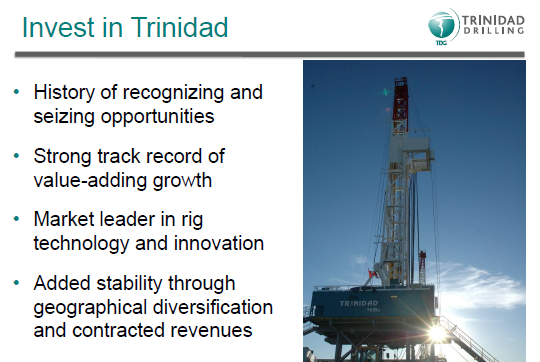 Invest in Trinidad
TRINIDAD
DRILLING
TDG
• History of recognizing and
seizing opportunities
• Strong track record of
value-adding growth
• Market leader in rig
technology and innovation
• Added stability through
geographical diversification
and contracted revenues
TRINIDAD